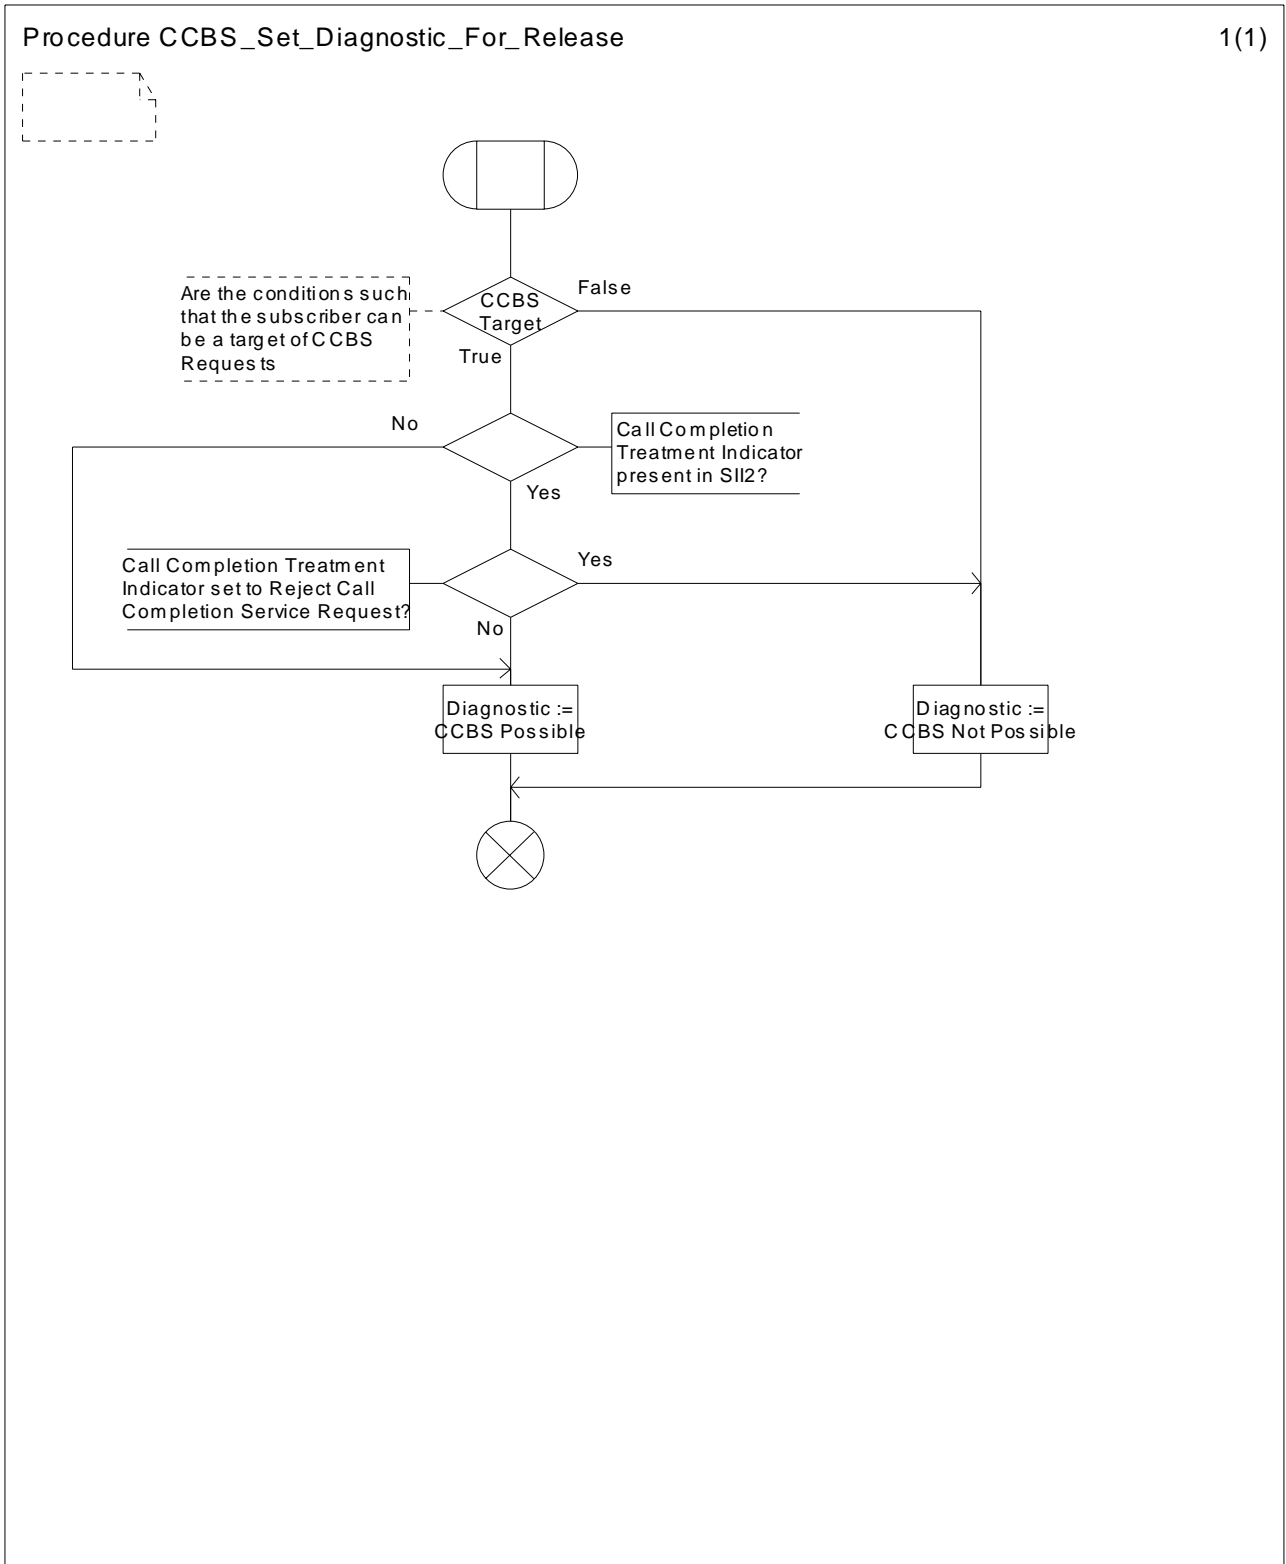 Procedure CCBS_Set_Diagnostic_For_Release
1(1)
Are the conditions such
that the subscriber can
be a target of CCBS
Requests
CCBS
Target
False
True
No
Call Completion
Treatment Indicator
present in SII2?
Yes
Call Completion Treatment
Indicator set to Reject Call
Completion Service Request?
Yes
No
Diagnostic :=
CCBS Possible
Diagnostic :=
CCBS Not Possible